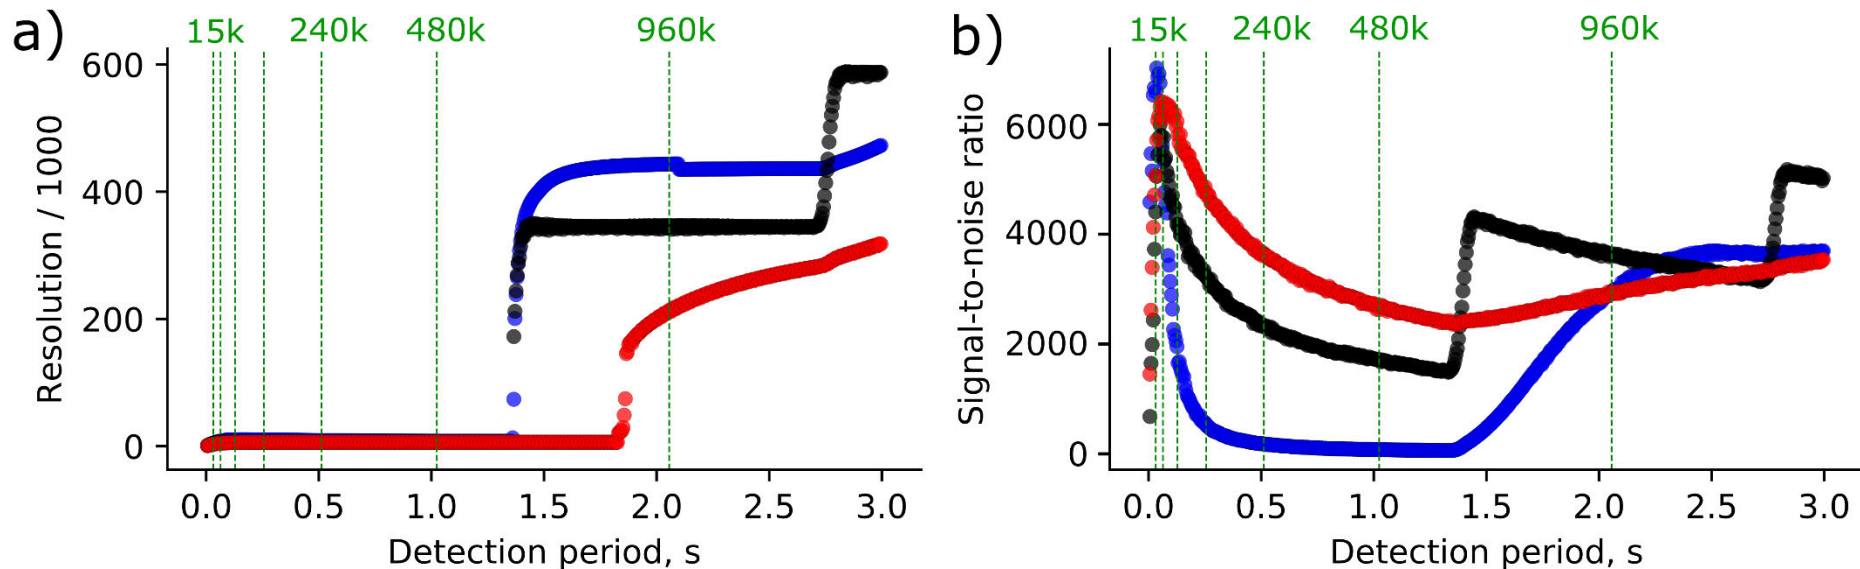 a)
15k 240k 480k 960k
Resolution / 1000
600
400
200
0
0.0 0.5 1.0 1.5 2.0 2.5 3.0
Detection period, s
b)
15k 240k 480k 960k
Signal-to-noise ratio
6000
4000
2000
0
0.0 0.5 1.0 1.5 2.0 2.5 3.0
Detection period, s